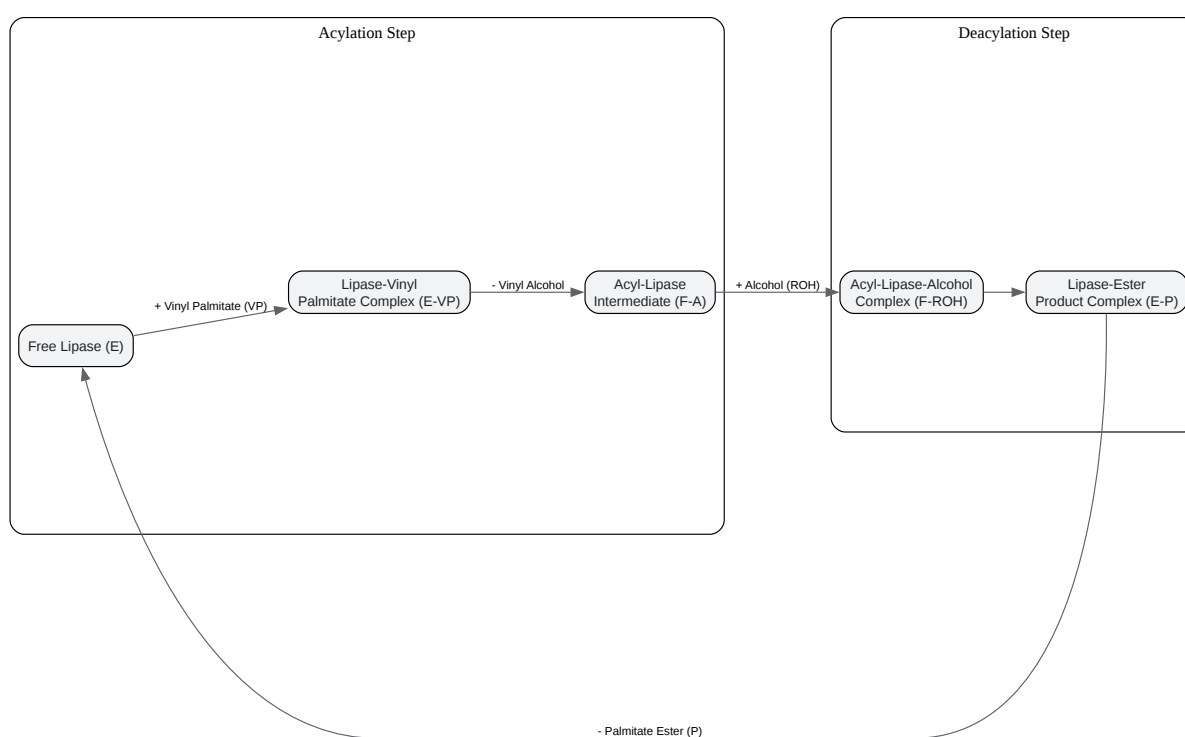 Acylation Step
Deacylation Step
Free Lipase (E)
+ Vinyl Palmitate (VP)
Lipase-Vinyl
Palmitate Complex (E-VP)
- Vinyl Alcohol
Acyl-Lipase
Intermediate (F-A)
+ Alcohol (ROH)
Acyl-Lipase-Alcohol
Complex (F-ROH)
Lipase-Ester
Product Complex (E-P)
- Palmitate Ester (P)